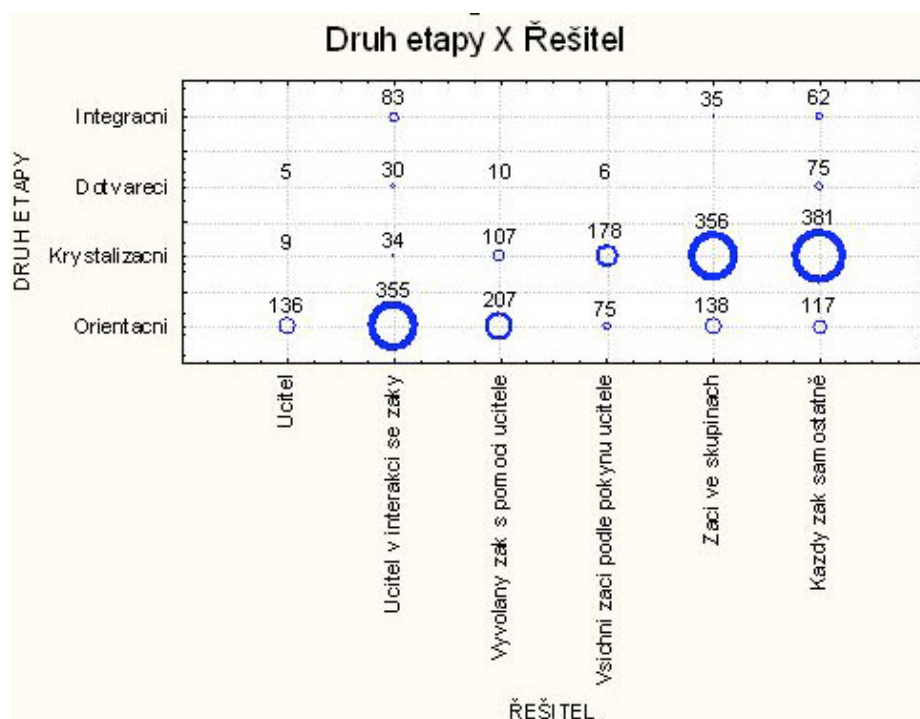 Druh etapy X Řešitel
DRUH ETAPY
Integracni
83
35
62
Dotvareci
5
30
10
6
75
Krystalizacni
9
34
107
178
356
381
Orientacni
136
355
207
75
138
117
Ucitel
Ucitel v interakci se zaky
Vyvolany zak s pomoci ucitele
Vsichni zaci podle pokynu ucitele
Zaci ve skupinach
Kazdy zak samostatně
ŘEŠITEL